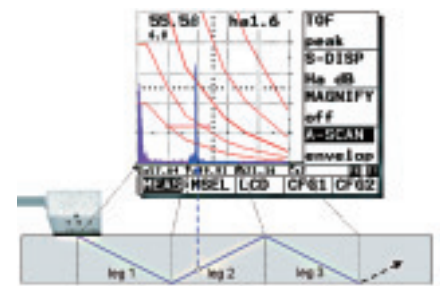 55.58 ha1.6 TOF
4.0 peak
S-DISP
Ha dB
MAGNIFY
off
A-SCAN
envelop
MEAS MSEL LCD CFG1 CFG2
leg 1 leg 2 leg 3